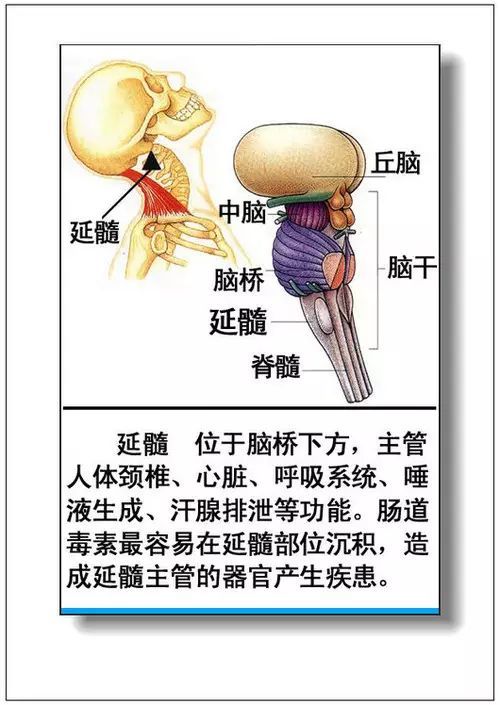 延髓
丘脑
中脑
脑桥
脑干
延髓
脊髓
延髓 位于脑桥下方，主管
人体颈椎、心脏、呼吸系统、唾
液生成、汗腺排泄等功能。肠道
毒素最容易在延髓部位沉积，造
成延髓主管的器官产生疾患。